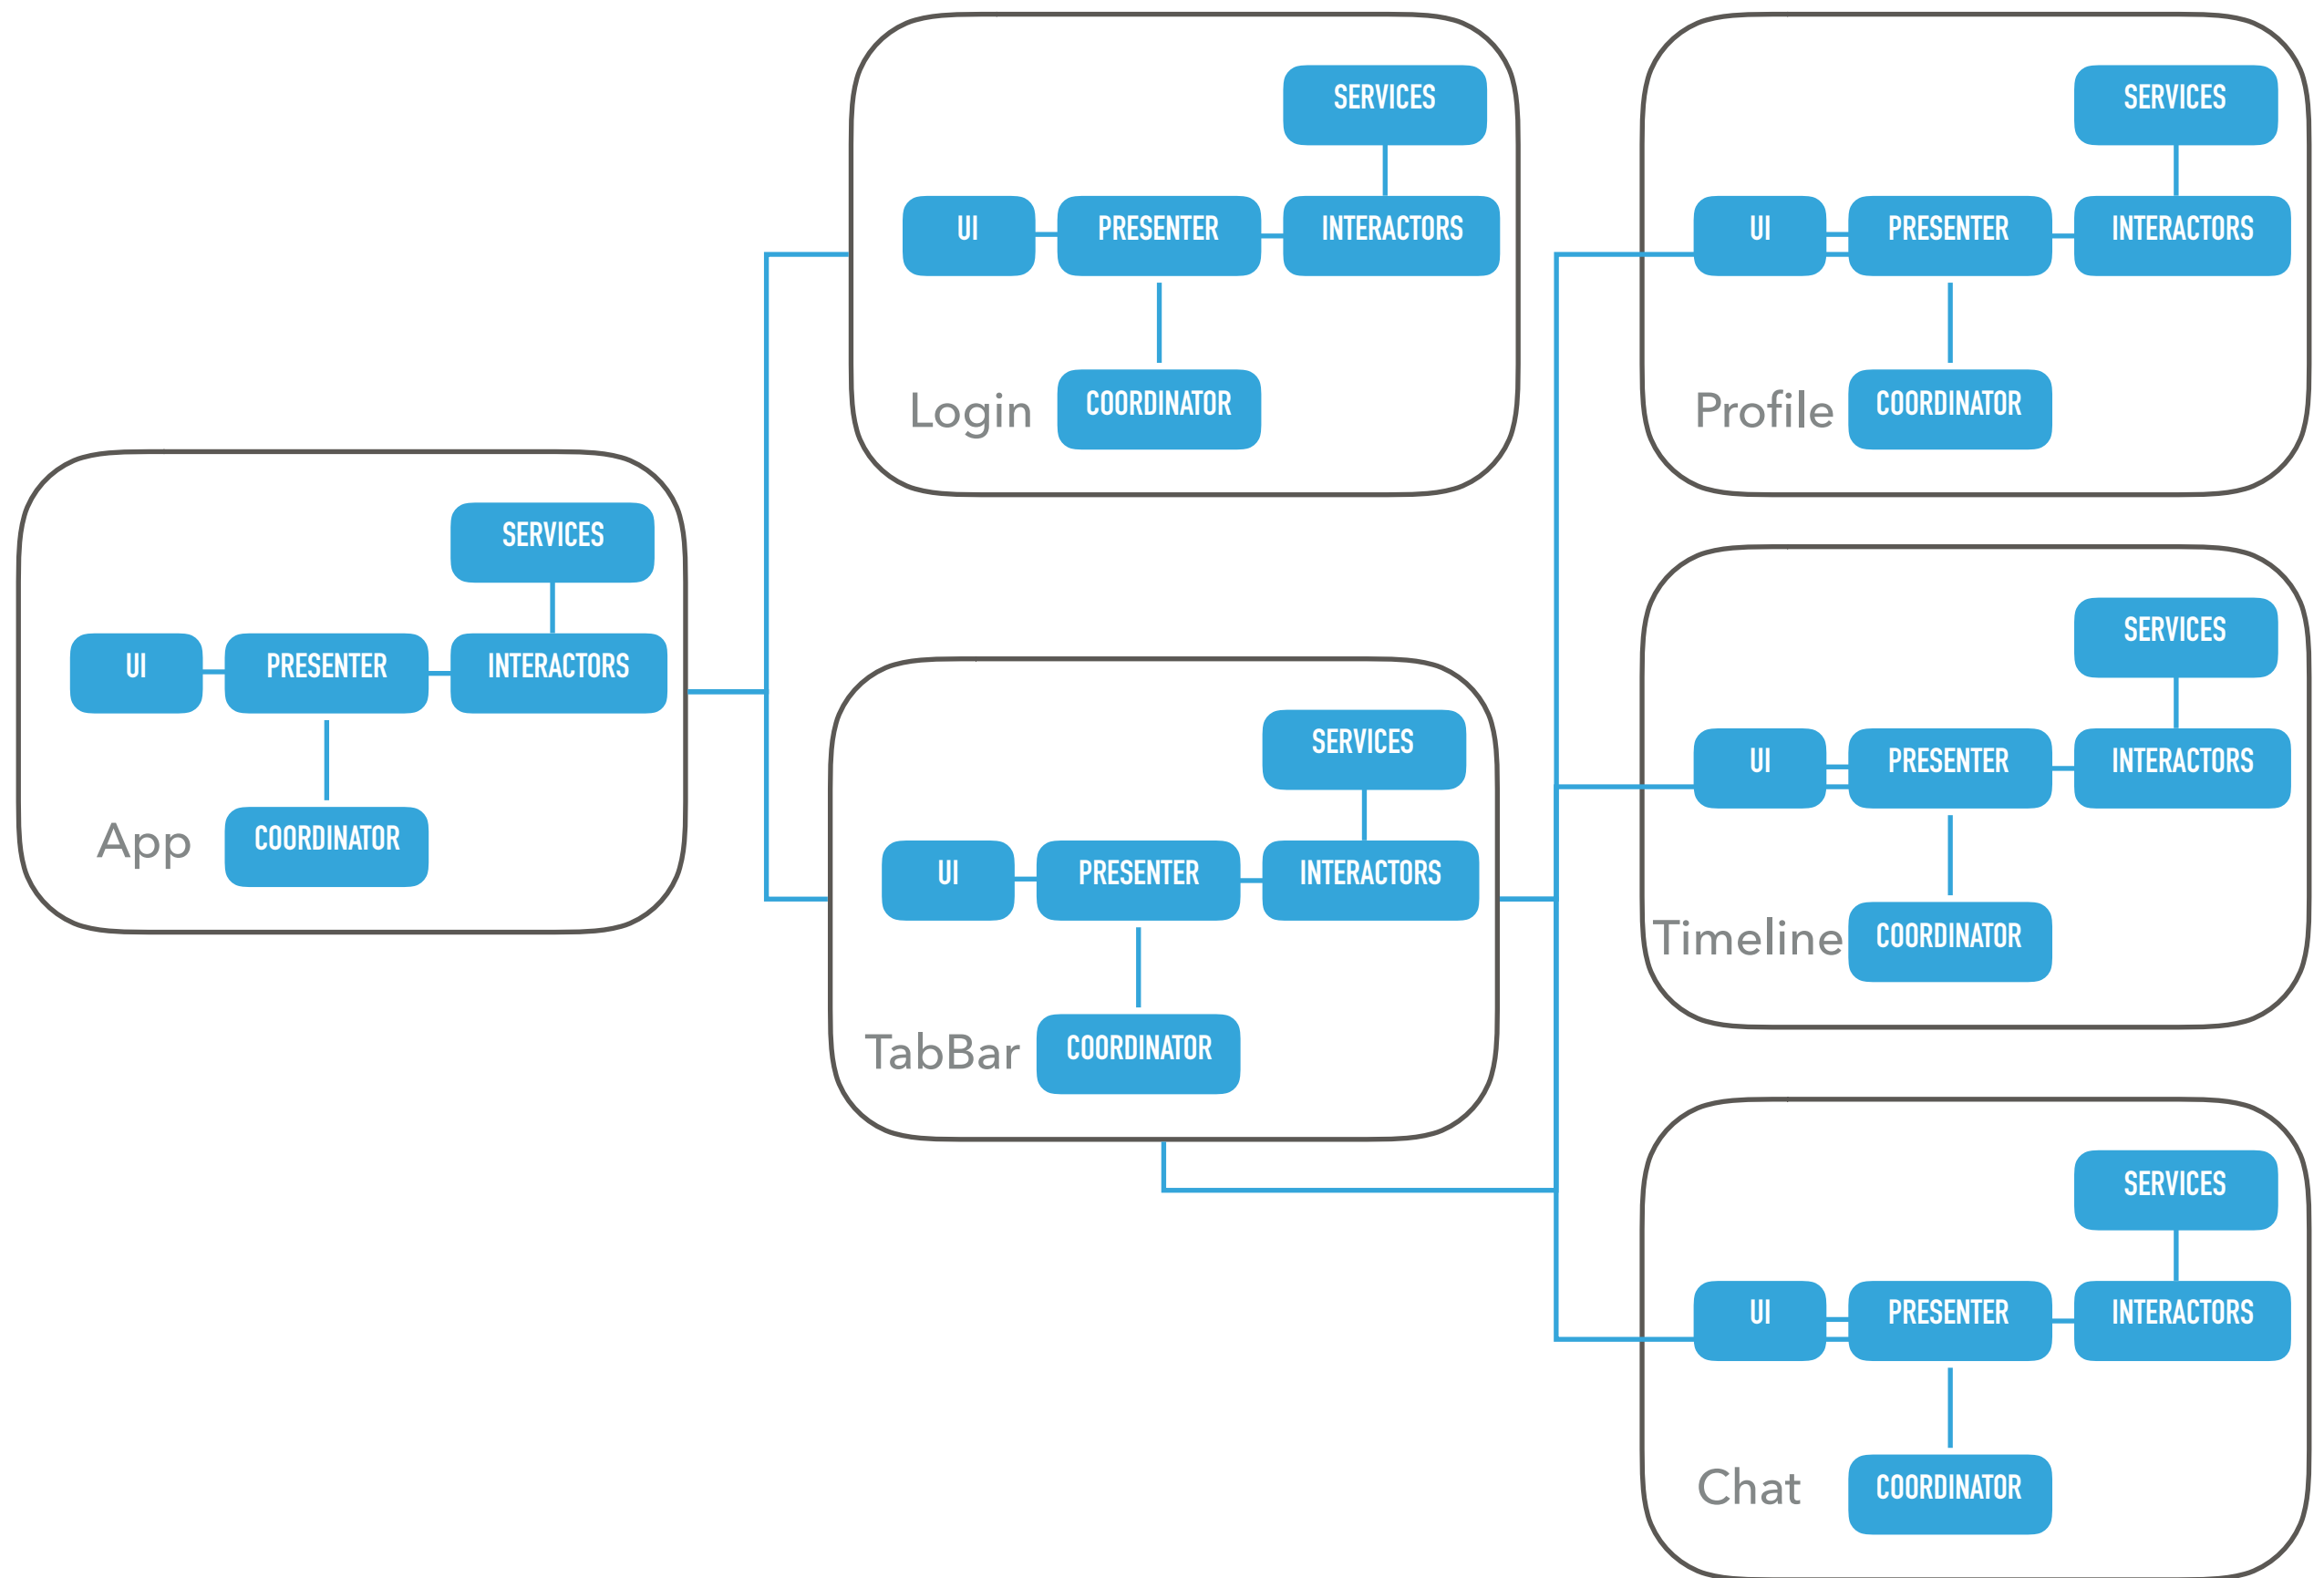 SERVICES
UI PRESENTER INTERACTORS
App COORDINATOR
SERVICES
UI PRESENTER INTERACTORS
Login COORDINATOR
SERVICES
UI PRESENTER INTERACTORS
TabBar COORDINATOR
SERVICES
UI PRESENTER INTERACTORS
Profile COORDINATOR
SERVICES
UI PRESENTER INTERACTORS
Timeline COORDINATOR
SERVICES
UI PRESENTER INTERACTORS
Chat COORDINATOR